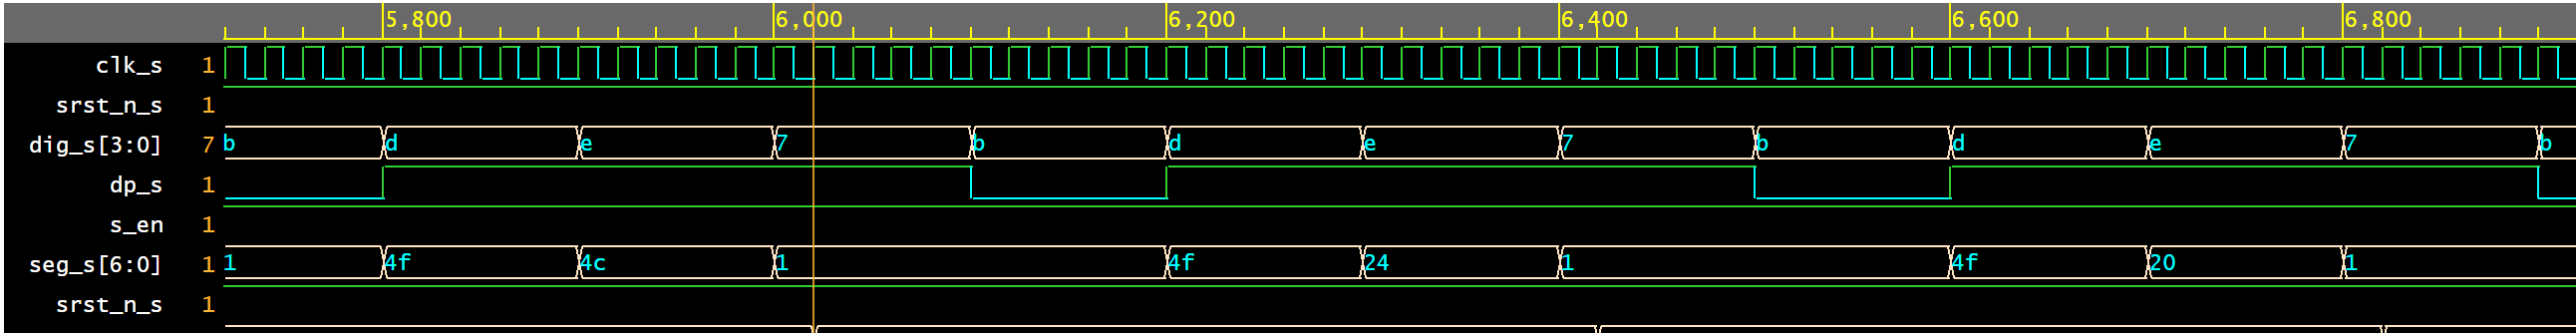 5,800 6,000 6,200 6,400 6,600 6,800
clk_s 1
srst_n_s 1
dig_s[3:0] 7 b d e 7 b d e 7 b d e 7 b
dp_s 1
s_en 1
seg_s[6:0] 1 1 4f 4c 1 4f 24 1 4f 20 1
srst_n_s 1